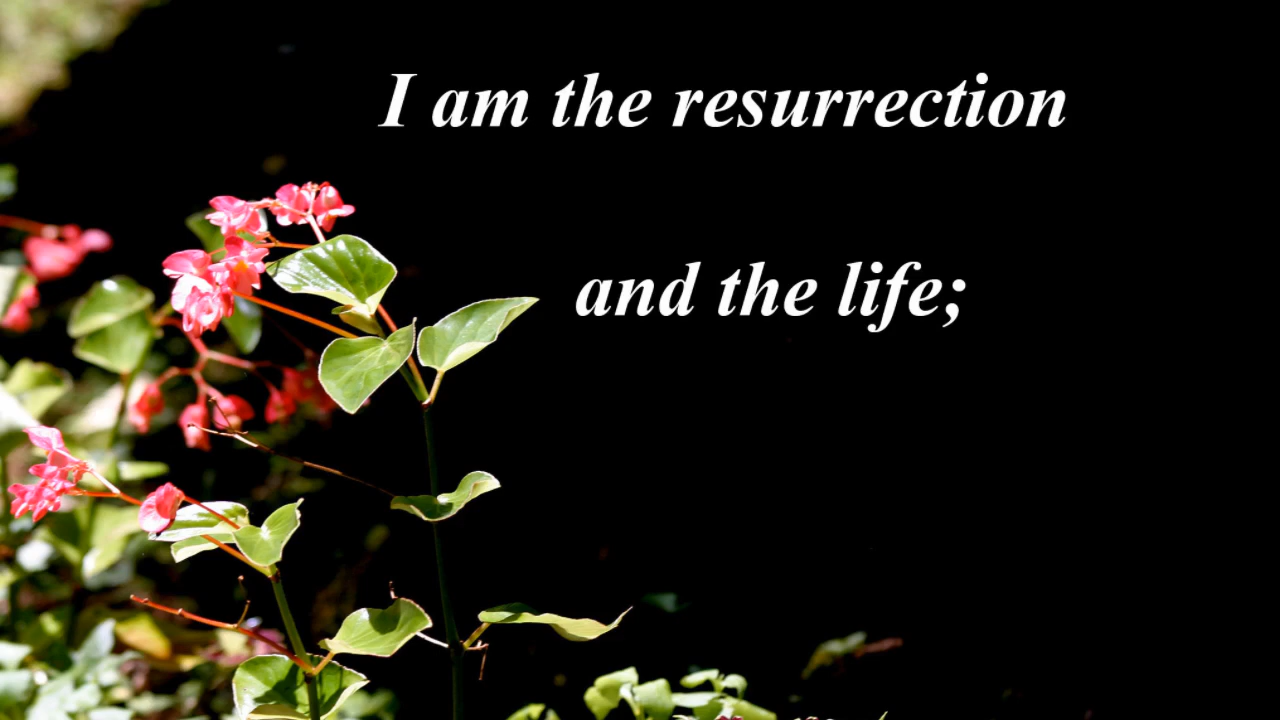 I am the resurrection
and the life;